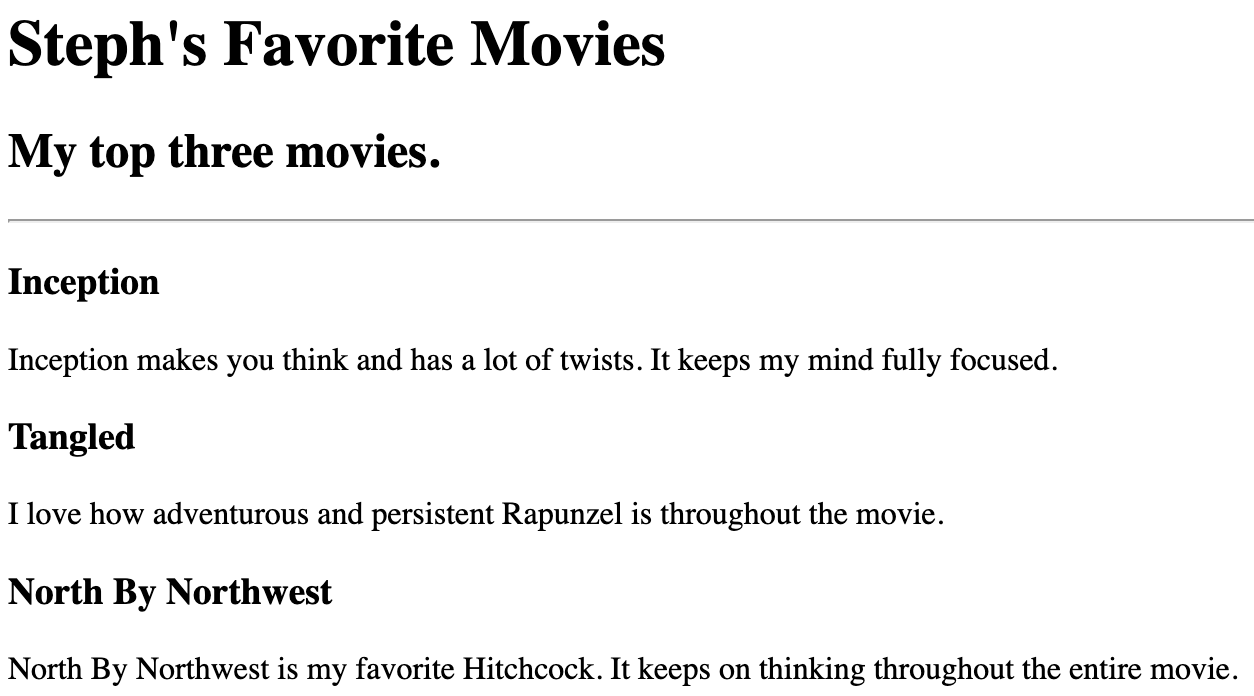 Steph's Favorite Movies
My top three movies.
Inception
Inception makes you think and has a lot of twists. It keeps my mind fully focused.
Tangled
I love how adventurous and persistent Rapunzel is throughout the movie.
North By Northwest
North By Northwest is my favorite Hitchcock. It keeps on thinking throughout the entire movie.